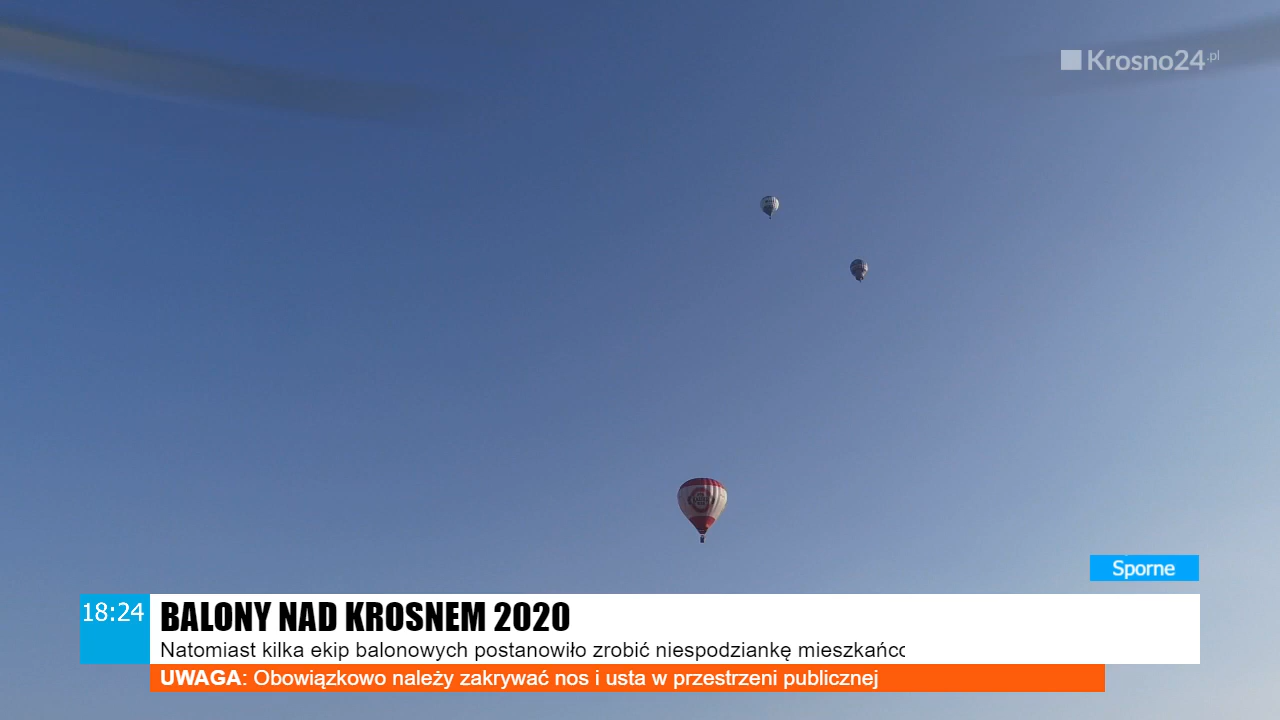 Krosno24.pl
Sporne
18:24
BALONY NAD KROSNEM 2020
Natomiast kilka ekip balonowych postanowiło zrobić niespodziankę
UWAGA: Obowiązkowo należy zakrywać nos i usta w przestrzeni publicznej